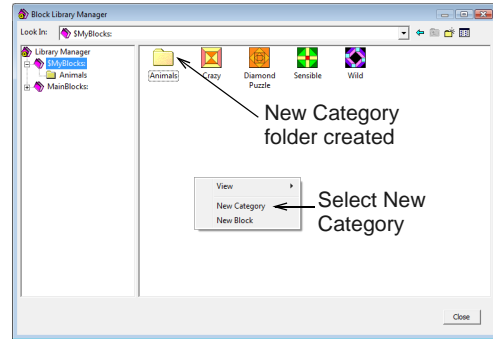 Block Library Manager
Look In: $MyBlocks:
Library Manager
$MyBlocks:
Animals
MainBlocks:
Animals
Crazy
Diamond
Puzzle
Sensible
Wild
New Category
folder created
View
New Category
New Block
Select New
Category
Close